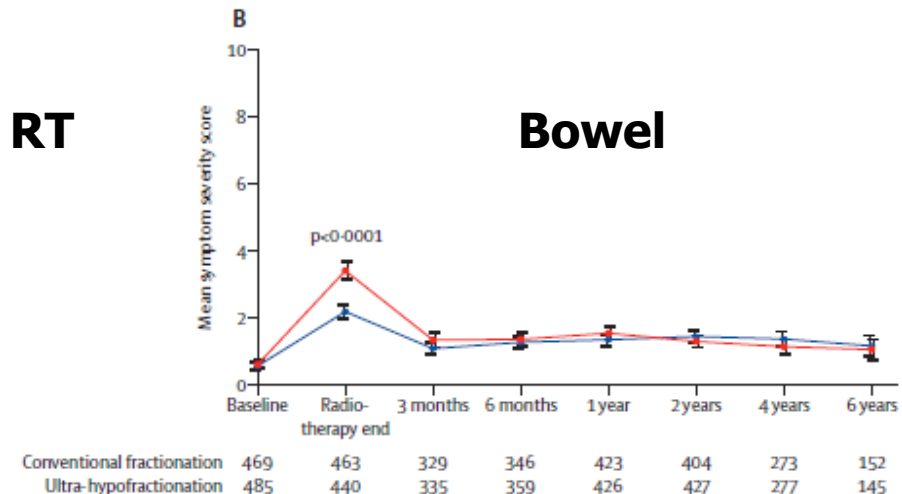 B
RT
Bowel
Mean symptom severity score
10
8
6
4
2
0
p<0·0001
Baseline Radio- 3 months 6 months 1 year 2 years 4 years 6 years
therapy end
Conventional fractionation 469 463 329 346 423 404 273 152
Ultra-hypofractionation 485 440 335 359 426 427 277 145